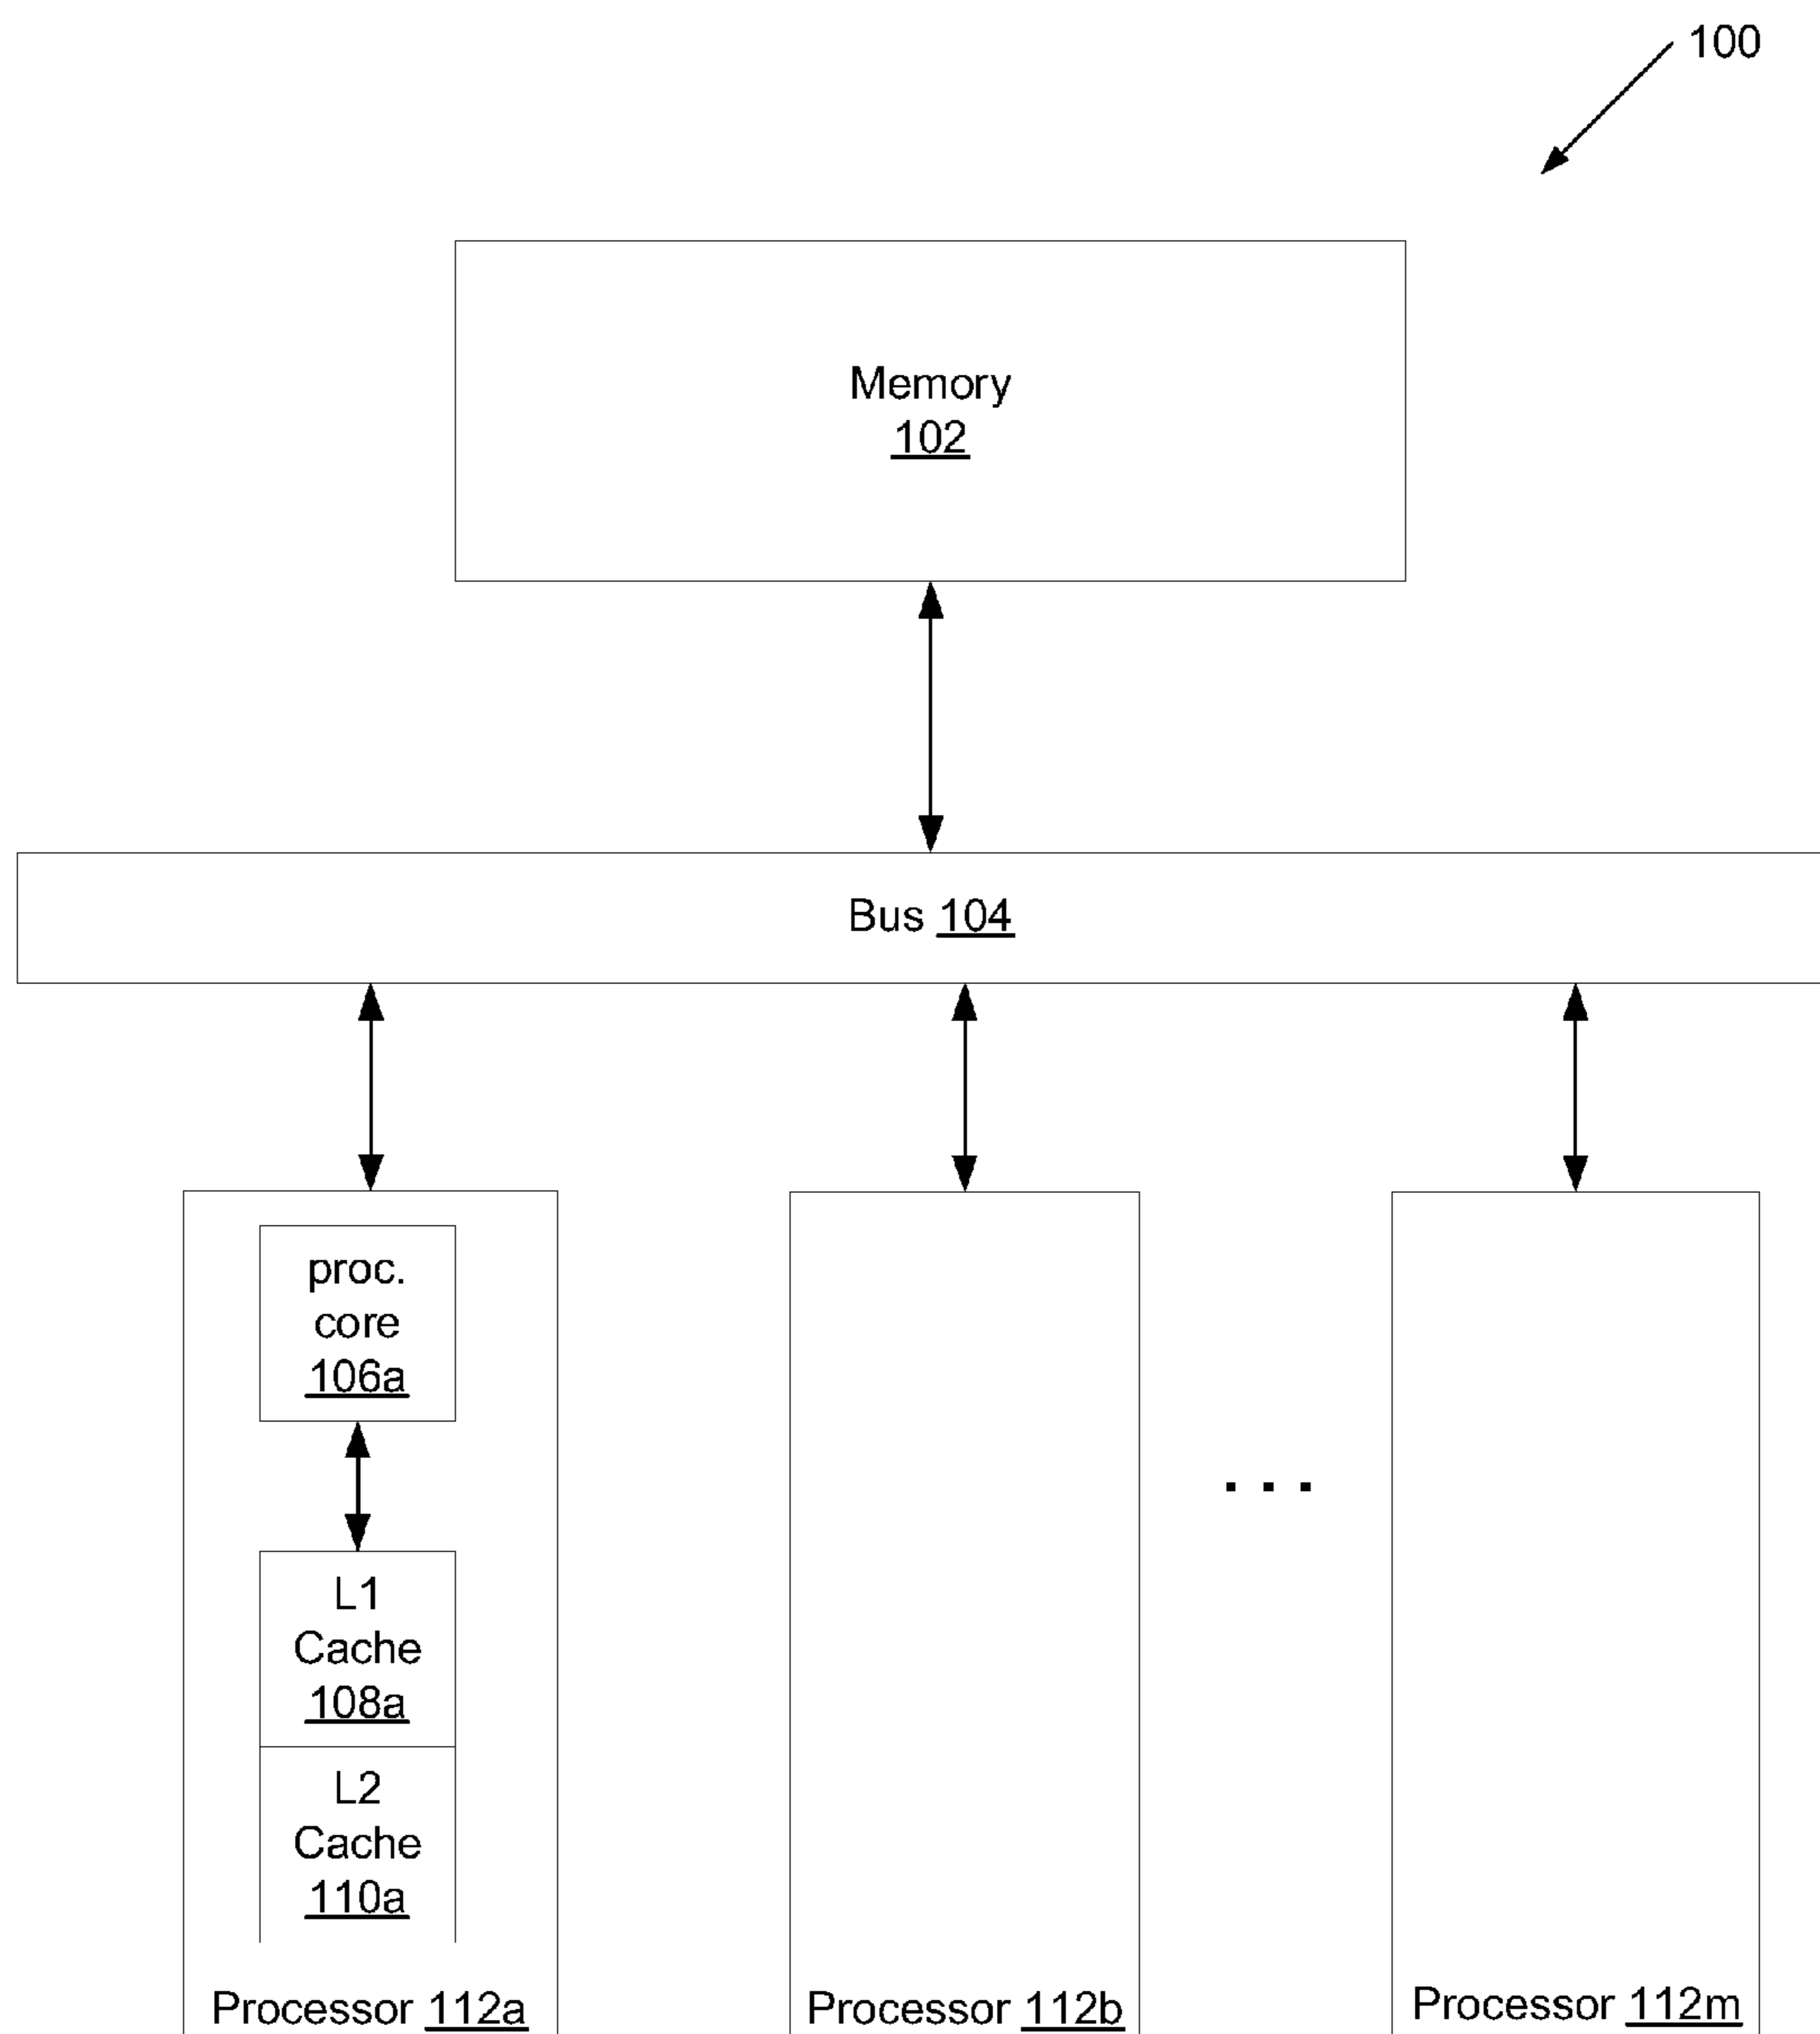 100
Memory
102
Bus 104
proc.
core
106a
L1
Cache
108a
L2
Cache
110a
. . .
Processor 112a
Processor 112b
Processor 112m